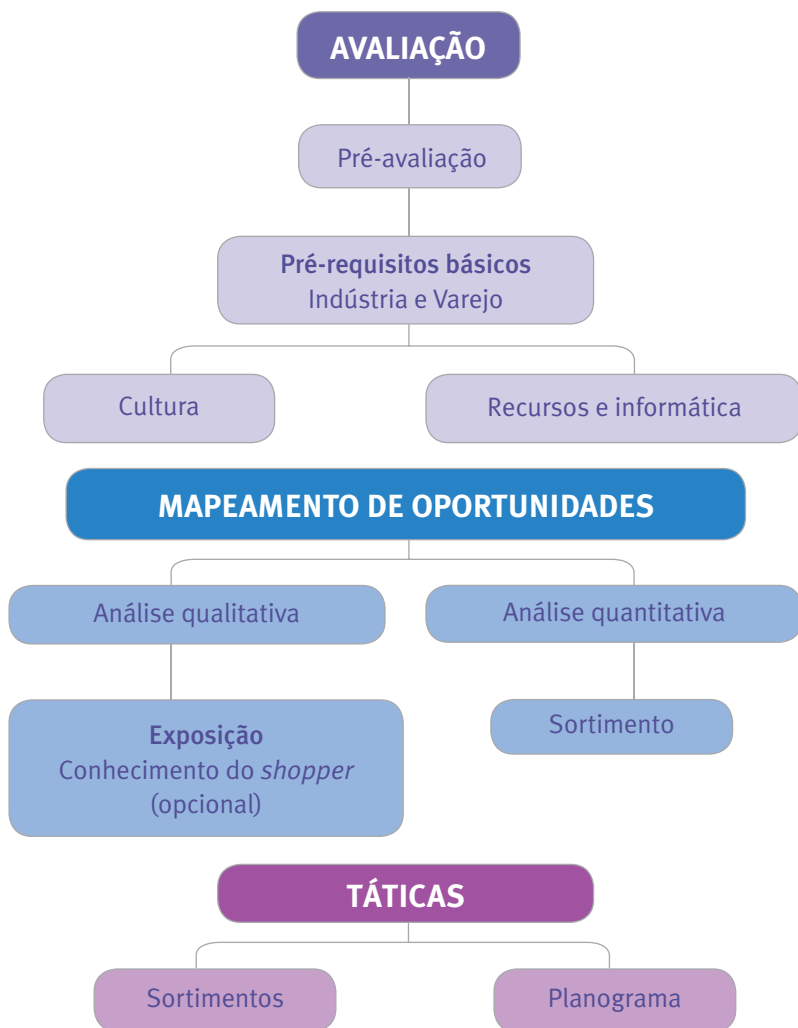 AVALIAÇÃO
Pré-avaliação
Pré-requisitos básicos
Indústria e Varejo
Cultura
Recursos e informática
MAPEAMENTO DE OPORTUNIDADES
Análise qualitativa
Análise quantitativa
Exposição
Conhecimento do shopper
(opcional)
Sortimento
TÁTICAS
Sortimentos
Planograma